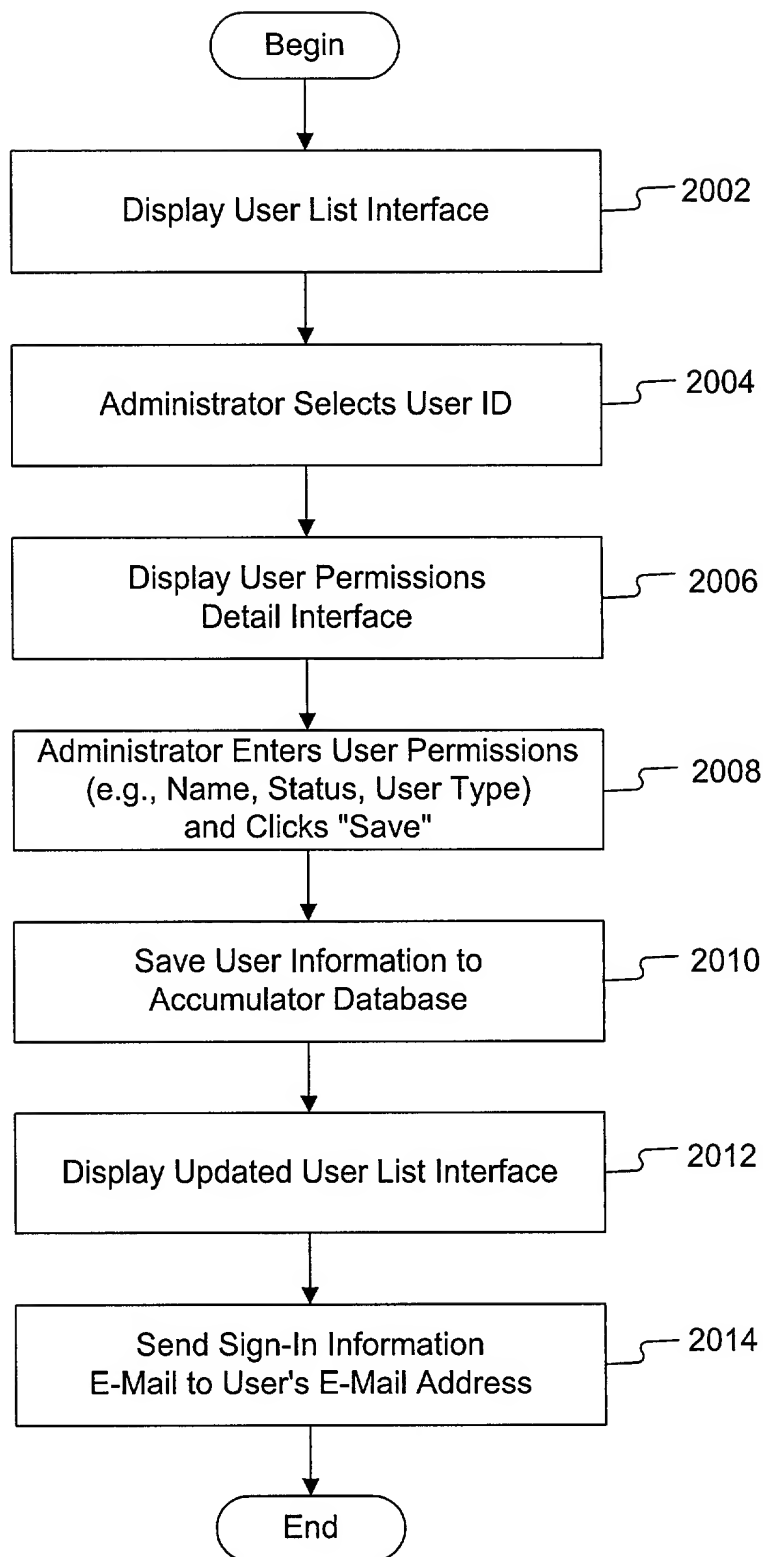 Begin
Display User List Interface
2002
Administrator Selects User ID
2004
Display User Permissions
Detail Interface
2006
Administrator Enters User Permissions
(e.g., Name, Status, User Type)
and Clicks "Save"
2008
Save User Information to
Accumulator Database
2010
Display Updated User List Interface
2012
Send Sign-In Information
E-Mail to User's E-Mail Address
2014
End